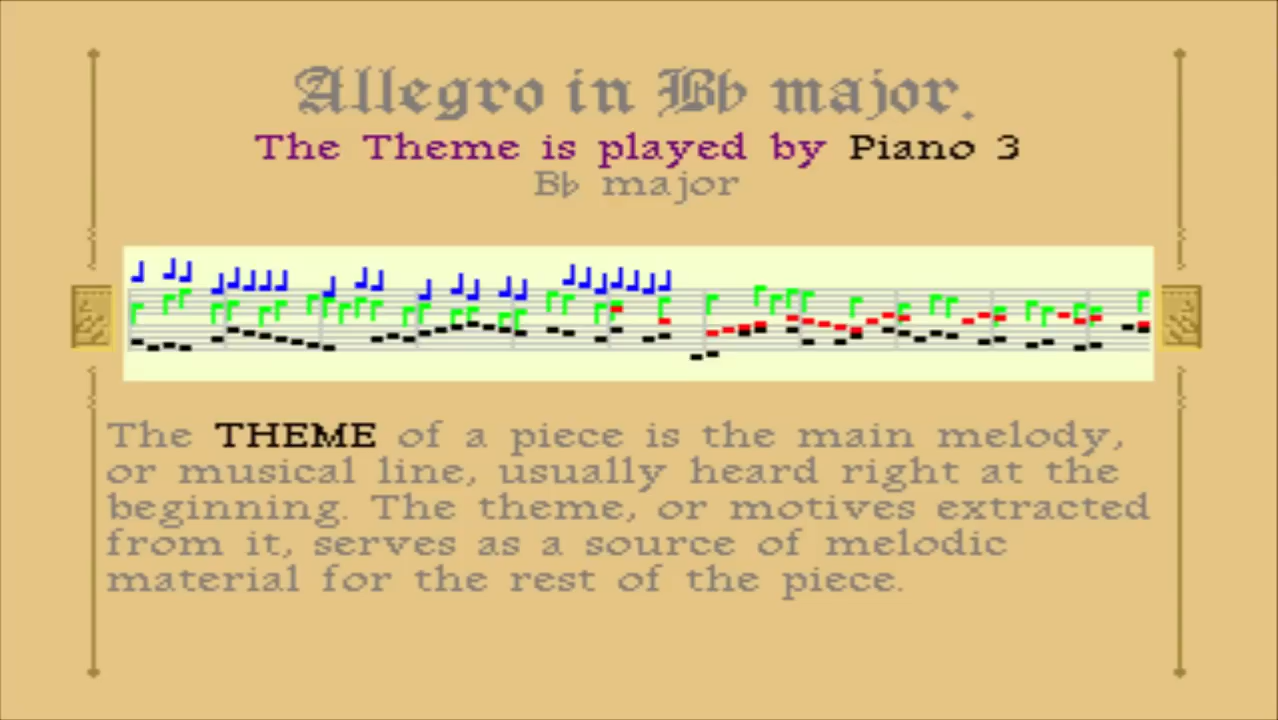 Allegro in B♭ major.
The Theme is played by Piano 3
B♭ major
The THEME of a piece is the main melody,
or musical line, usually heard right at the
beginning. The theme, or motives extracted
from it, serves as a source of melodic
material for the rest of the piece.